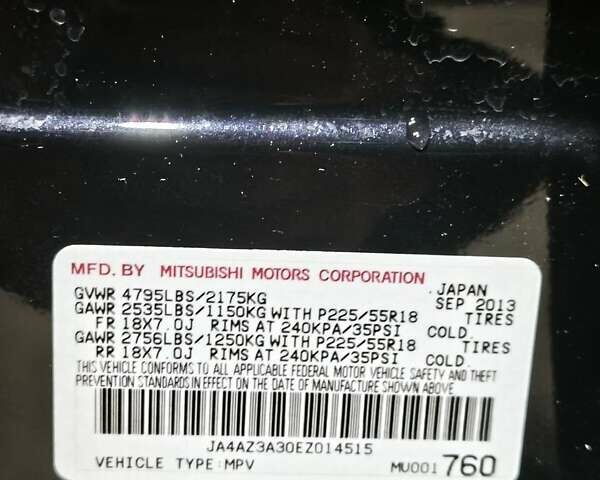 MFD. BY MITSUBISHI MOTORS CORPORATION
GVWR 4795LBS/2175KG JAPAN
GAWR 2535LBS/1150KG WITH P225/55R18 SEP 2013 TIRES
FR 18X7.0J RIMS AT 240KPA/35PSI COLD.
GAWR 2756LBS/1250KG WITH P225/55R18 TIRES
RR 18X7.0J RIMS AT 240KPA/35PSI COLD.
THIS VEHICLE CONFORMS TO ALL APPLICABLE FEDERAL MOTOR VEHICLE SAFETY AND THEFT
PREVENTION STANDARDS IN EFFECT ON THE DATE OF MANUFACTURE SHOWN ABOVE
JA4AZ3A30EZ014515
VEHICLE TYPE:MPV MU001 760